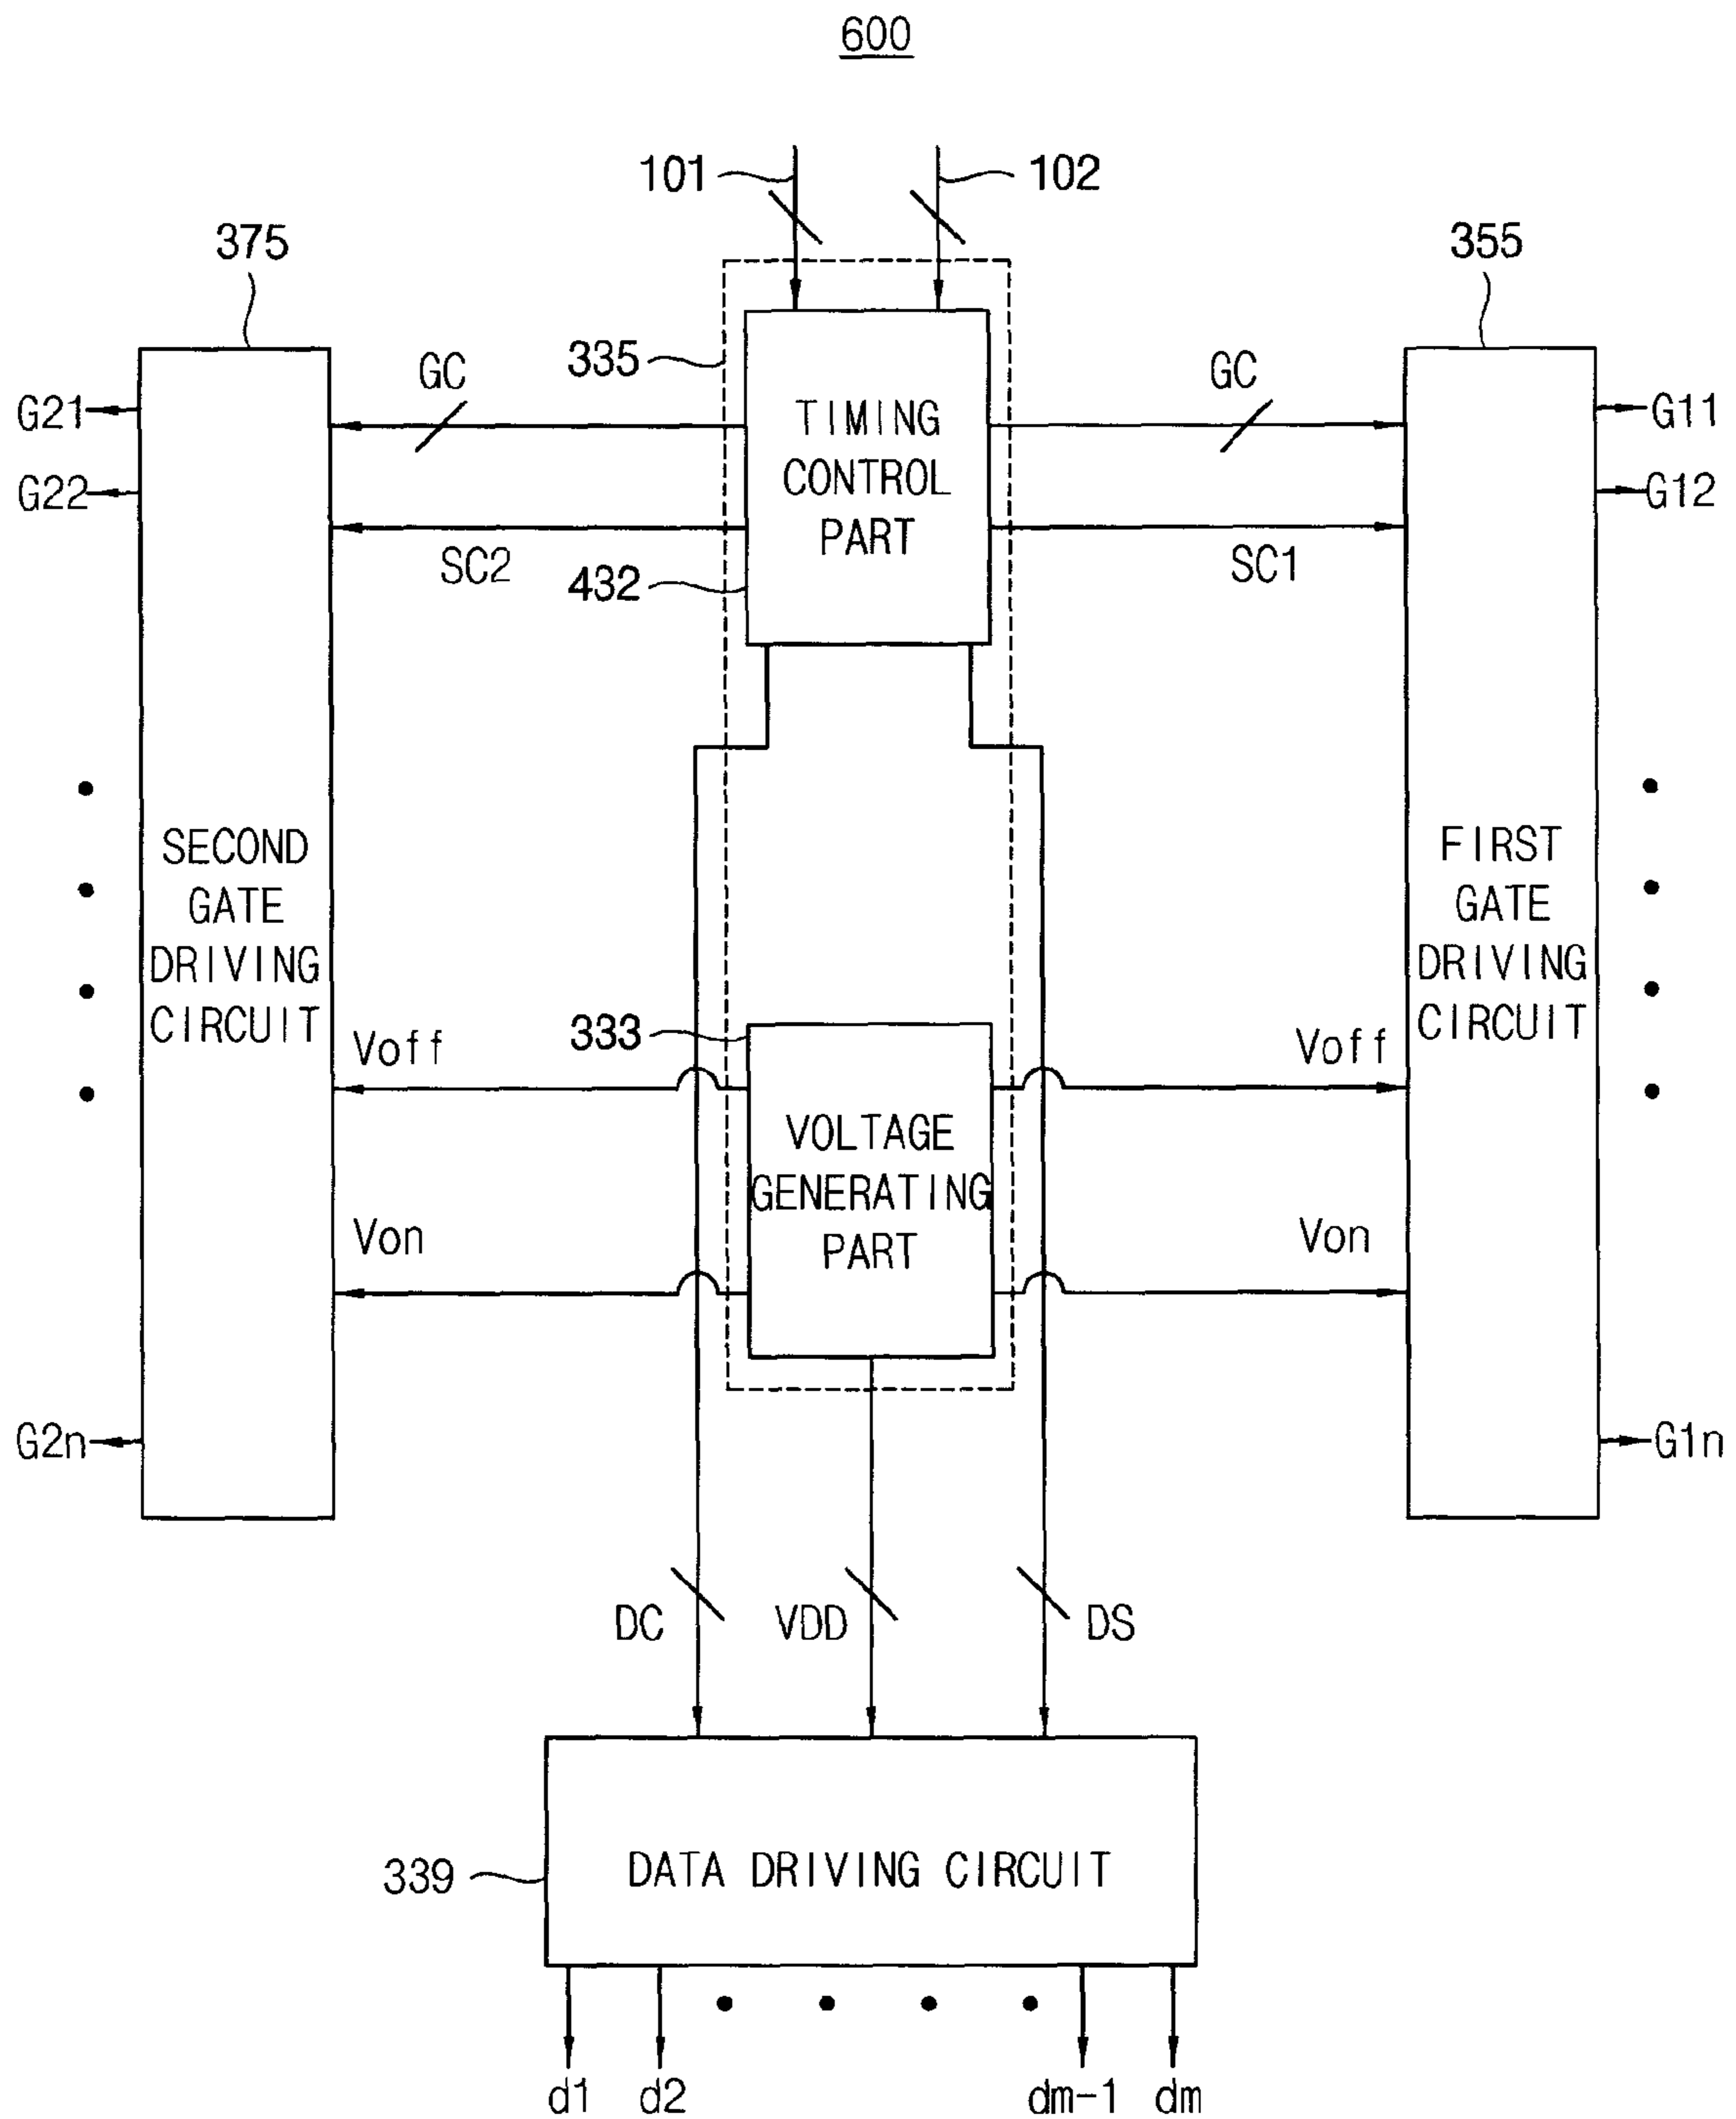 600
101
102
375
355
335
GC
GC
G21
G11
TIMING
CONTROL
PART
G22
G12
SC2
SC1
432
SECOND
GATE
DRIVING
CIRCUIT
FIRST
GATE
DRIVING
CIRCUIT
333
Voff
Voff
VOLTAGE
GENERATING
PART
Von
Von
G2n
G1n
DC
VDD
DS
339
DATA DRIVING CIRCUIT
d1
d2
dm-1
dm